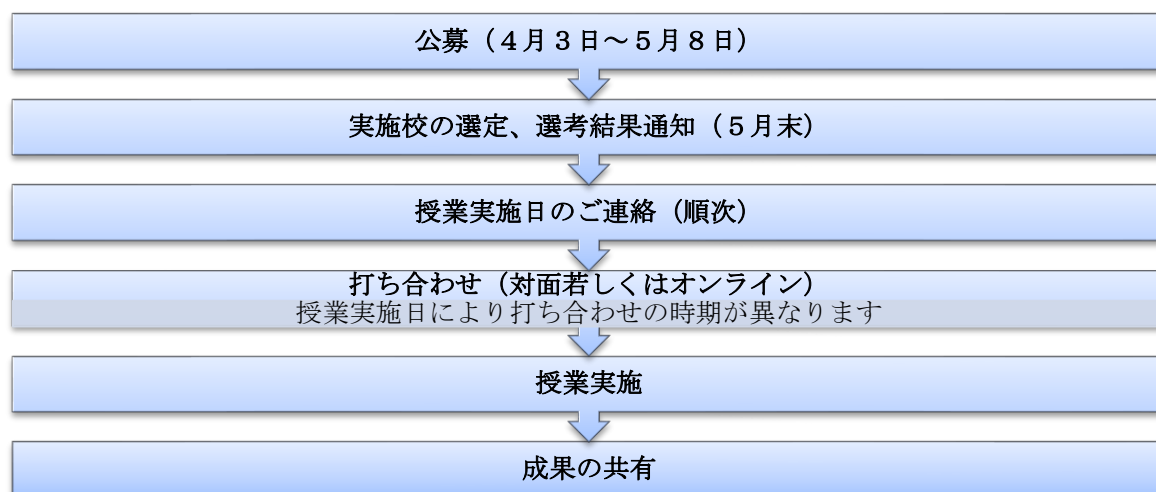 公募（４月３日～５月８日）
実施校の選定、選考結果通知（５月末）
授業実施日のご連絡（順次）
打ち合わせ（対面若しくはオンライン）
授業実施日により打ち合わせの時期が異なります
授業実施
成果の共有